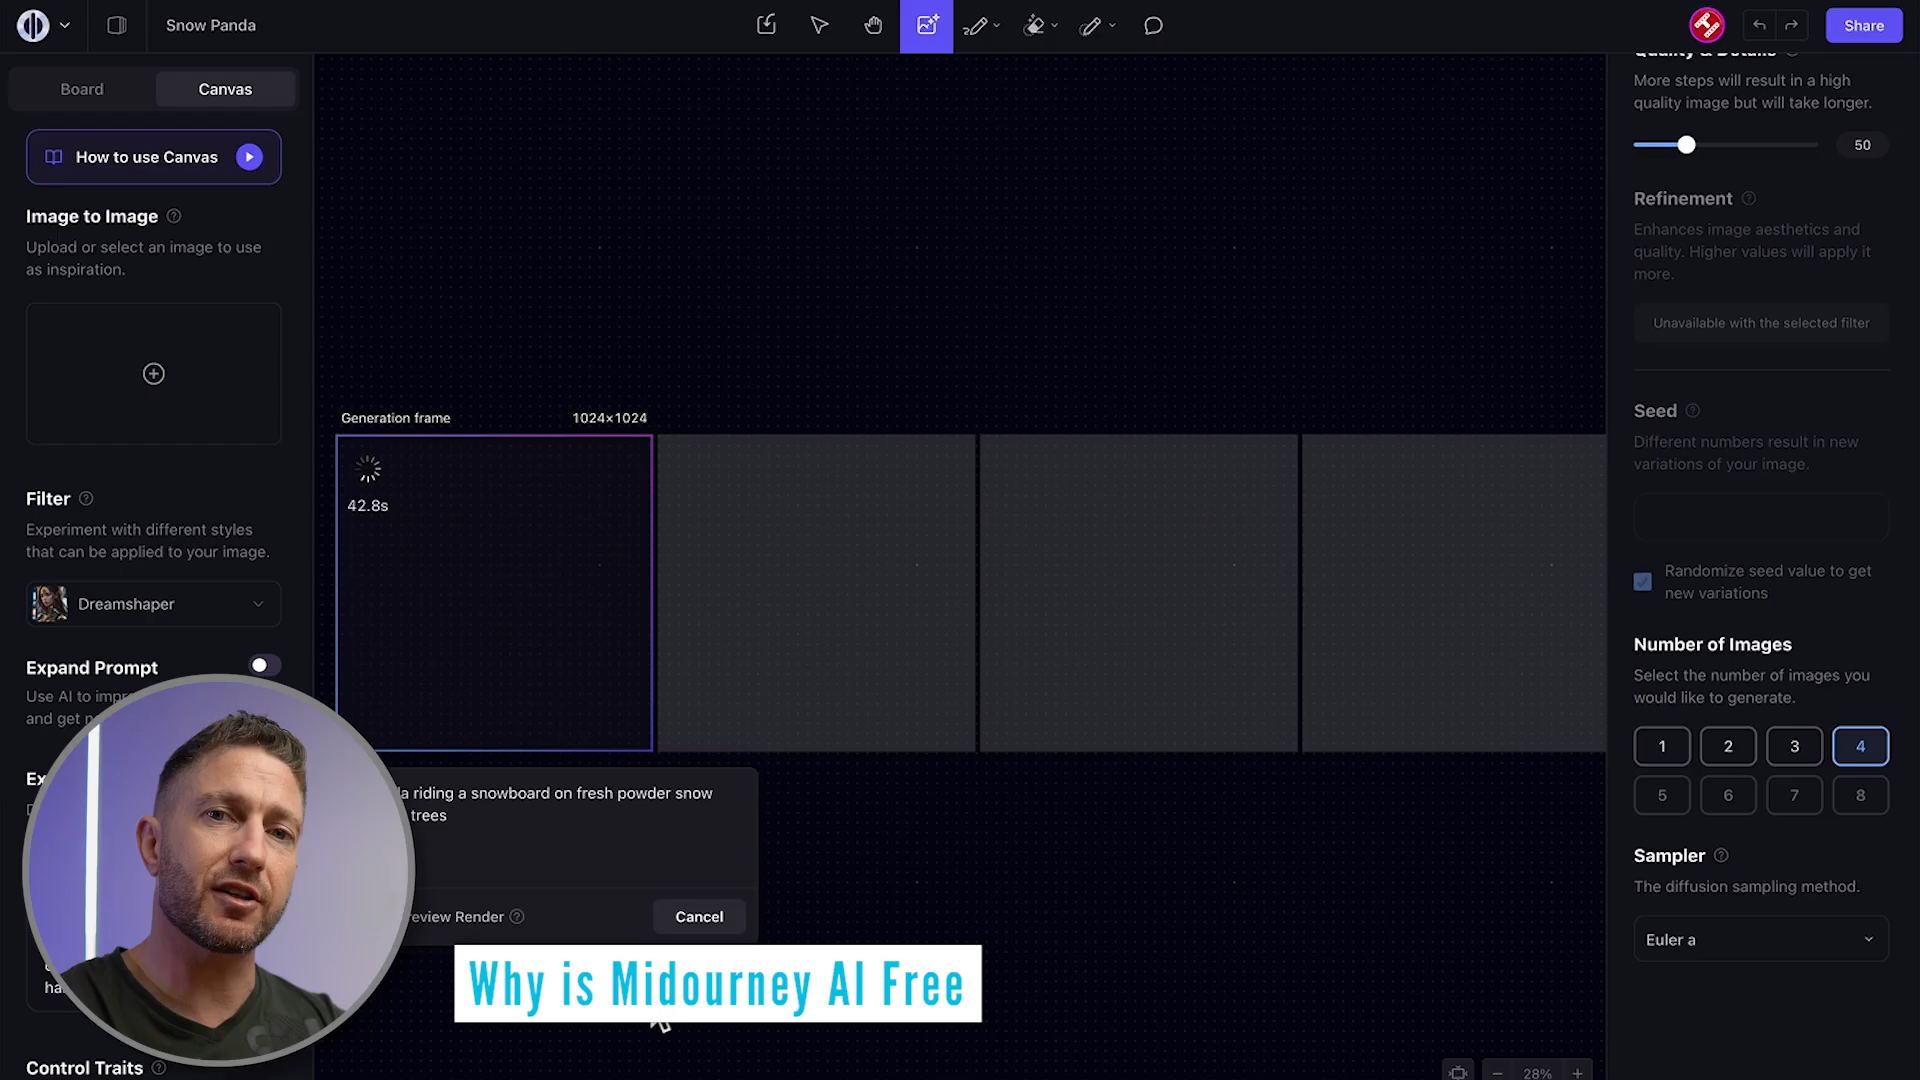 Snow Panda
Share
Board
Canvas
How to use Canvas
Image to Image
Upload or select an image to use
as inspiration.
Filter
Experiment with different styles
that can be applied to your image.
Dreamshaper
Expand Prompt
Use AI to
and get
Control Traits
Generation frame
1024×1024
42.8s
riding a snowboard on fresh powder snow
trees
review Render
Cancel
Why is Midourney AI Free
28%
Quality & Details
More steps will result in a high
quality image but will take longer.
50
Refinement
Enhances image aesthetics and
quality. Higher values will apply it
more.
Unavailable with the selected filter
Seed
Different numbers result in new
variations of your image.
Randomize seed value to get
new variations
Number of Images
Select the number of images you
would like to generate.
1 2 3 4
5 6 7 8
Sampler
The diffusion sampling method.
Euler a